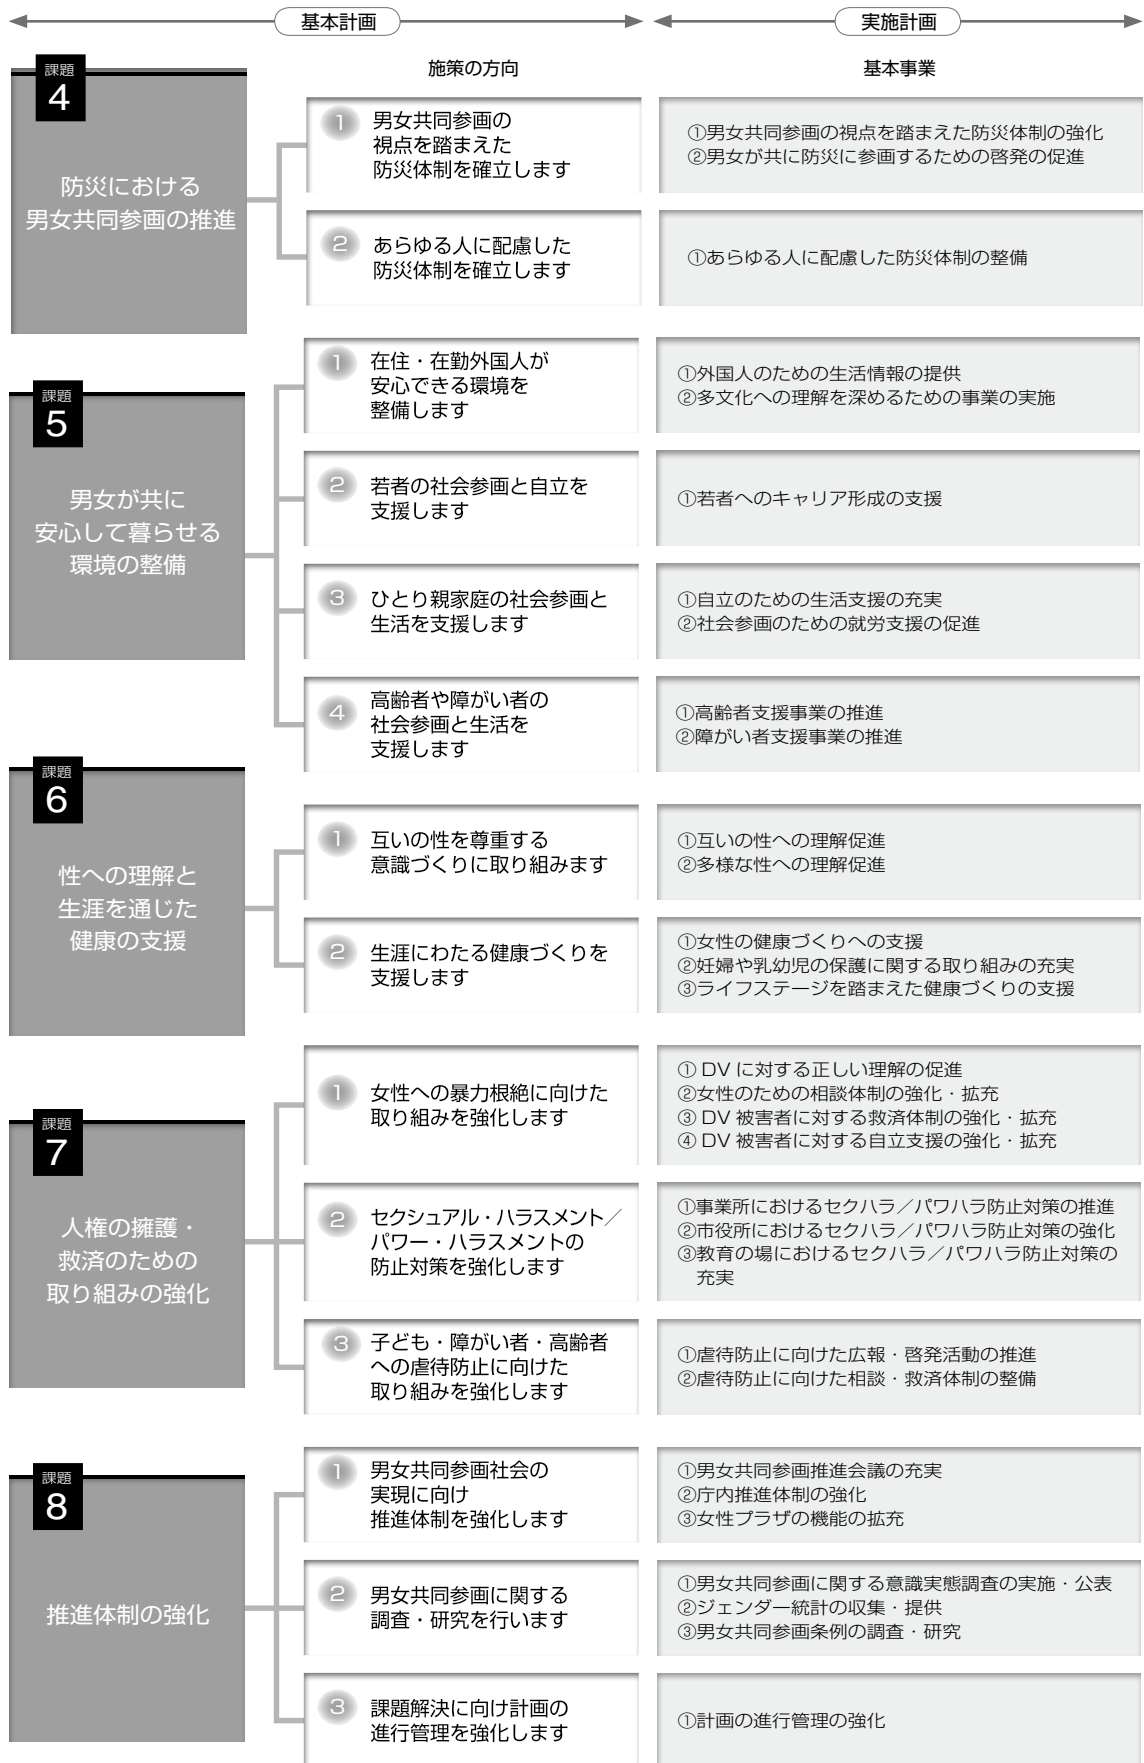 基本計画
実施計画
施策の方向
基本事業
課題
4
防災における
男女共同参画の推進
1
男女共同参画の
視点を踏まえた
防災体制を確立します
①男女共同参画の視点を踏まえた防災体制の強化
②男女が共に防災に参画するための啓発の促進
2
あらゆる人に配慮した
防災体制を確立します
①あらゆる人に配慮した防災体制の整備
課題
5
男女が共に
安心して暮らせる
環境の整備
1
在住・在勤外国人が
安心できる環境を
整備します
①外国人のための生活情報の提供
②多文化への理解を深めるための事業の実施
2
若者の社会参画と自立を
支援します
①若者へのキャリア形成の支援
3
ひとり親家庭の社会参画と
生活を支援します
①自立のための生活支援の充実
②社会参画のための就労支援の促進
4
高齢者や障がい者の
社会参画と生活を
支援します
①高齢者支援事業の推進
②障がい者支援事業の推進
課題
6
性への理解と
生涯を通じた
健康の支援
1
互いの性を尊重する
意識づくりに取り組みます
①互いの性への理解促進
②多様な性への理解促進
2
生涯にわたる健康づくりを
支援します
①女性の健康づくりへの支援
②妊婦や乳幼児の保護に関する取り組みの充実
③ライフステージを踏まえた健康づくりの支援
課題
7
人権の擁護・
救済のための
取り組みの強化
1
女性への暴力根絶に向けた
取り組みを強化します
① DV に対する正しい理解の促進
②女性のための相談体制の強化・拡充
③ DV 被害者に対する救済体制の強化・拡充
④ DV 被害者に対する自立支援の強化・拡充
2
セクシュアル・ハラスメント／
パワー・ハラスメントの
防止対策を強化します
①事業所におけるセクハラ／パワハラ防止対策の推進
②市役所におけるセクハラ／パワハラ防止対策の強化
③教育の場におけるセクハラ／パワハラ防止対策の
充実
3
子ども・障がい者・高齢者
への虐待防止に向けた
取り組みを強化します
①虐待防止に向けた広報・啓発活動の推進
②虐待防止に向けた相談・救済体制の整備
課題
8
推進体制の強化
1
男女共同参画社会の
実現に向け
推進体制を強化します
①男女共同参画推進会議の充実
②庁内推進体制の強化
③女性プラザの機能の拡充
2
男女共同参画に関する
調査・研究を行います
①男女共同参画に関する意識実態調査の実施・公表
②ジェンダー統計の収集・提供
③男女共同参画条例の調査・研究
3
課題解決に向け計画の
進行管理を強化します
①計画の進行管理の強化